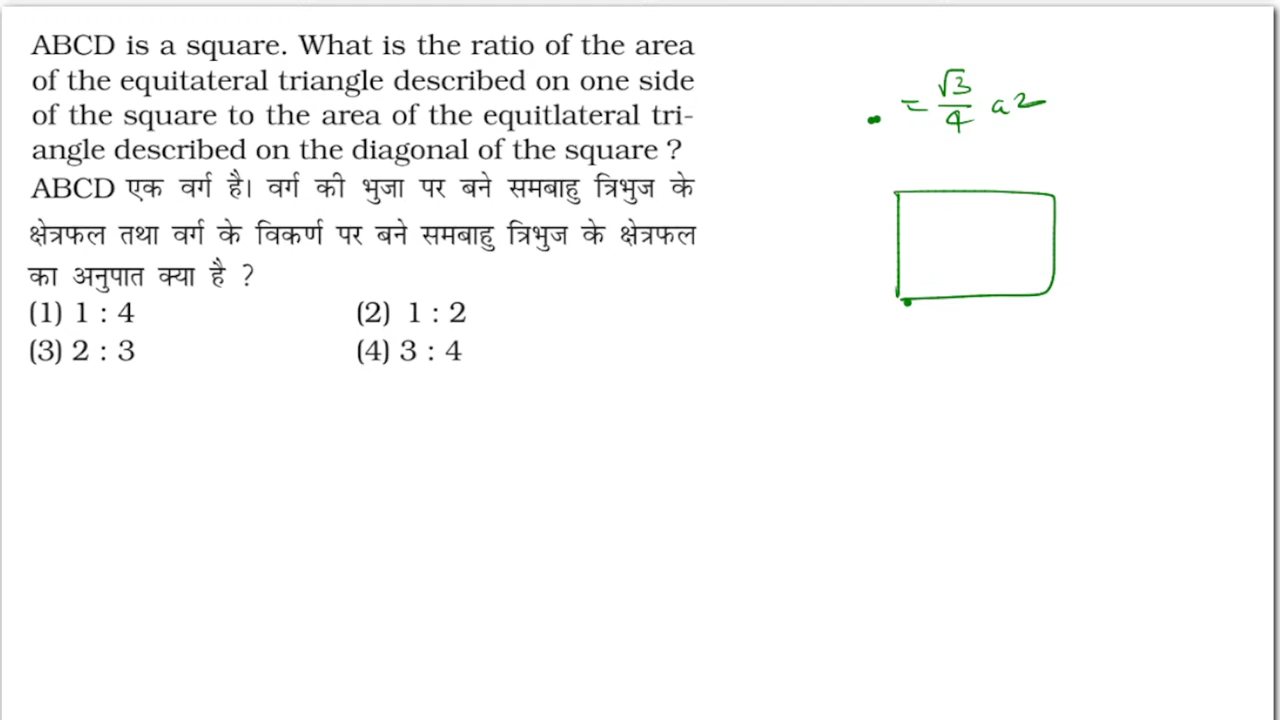 ABCD is a square. What is the ratio of the area
of the equitateral triangle described on one side
of the square to the area of the equitlateral tri-
angle described on the diagonal of the square ?
ABCD एक वर्ग है। वर्ग की भुजा पर बने समबाहु त्रिभुज के
क्षेत्रफल तथा वर्ग के विकर्ण पर बने समबाहु त्रिभुज के क्षेत्रफल
का अनुपात क्या है ?
(1) 1 : 4 (2) 1 : 2
(3) 2 : 3 (4) 3 : 4
= √3/4 a2